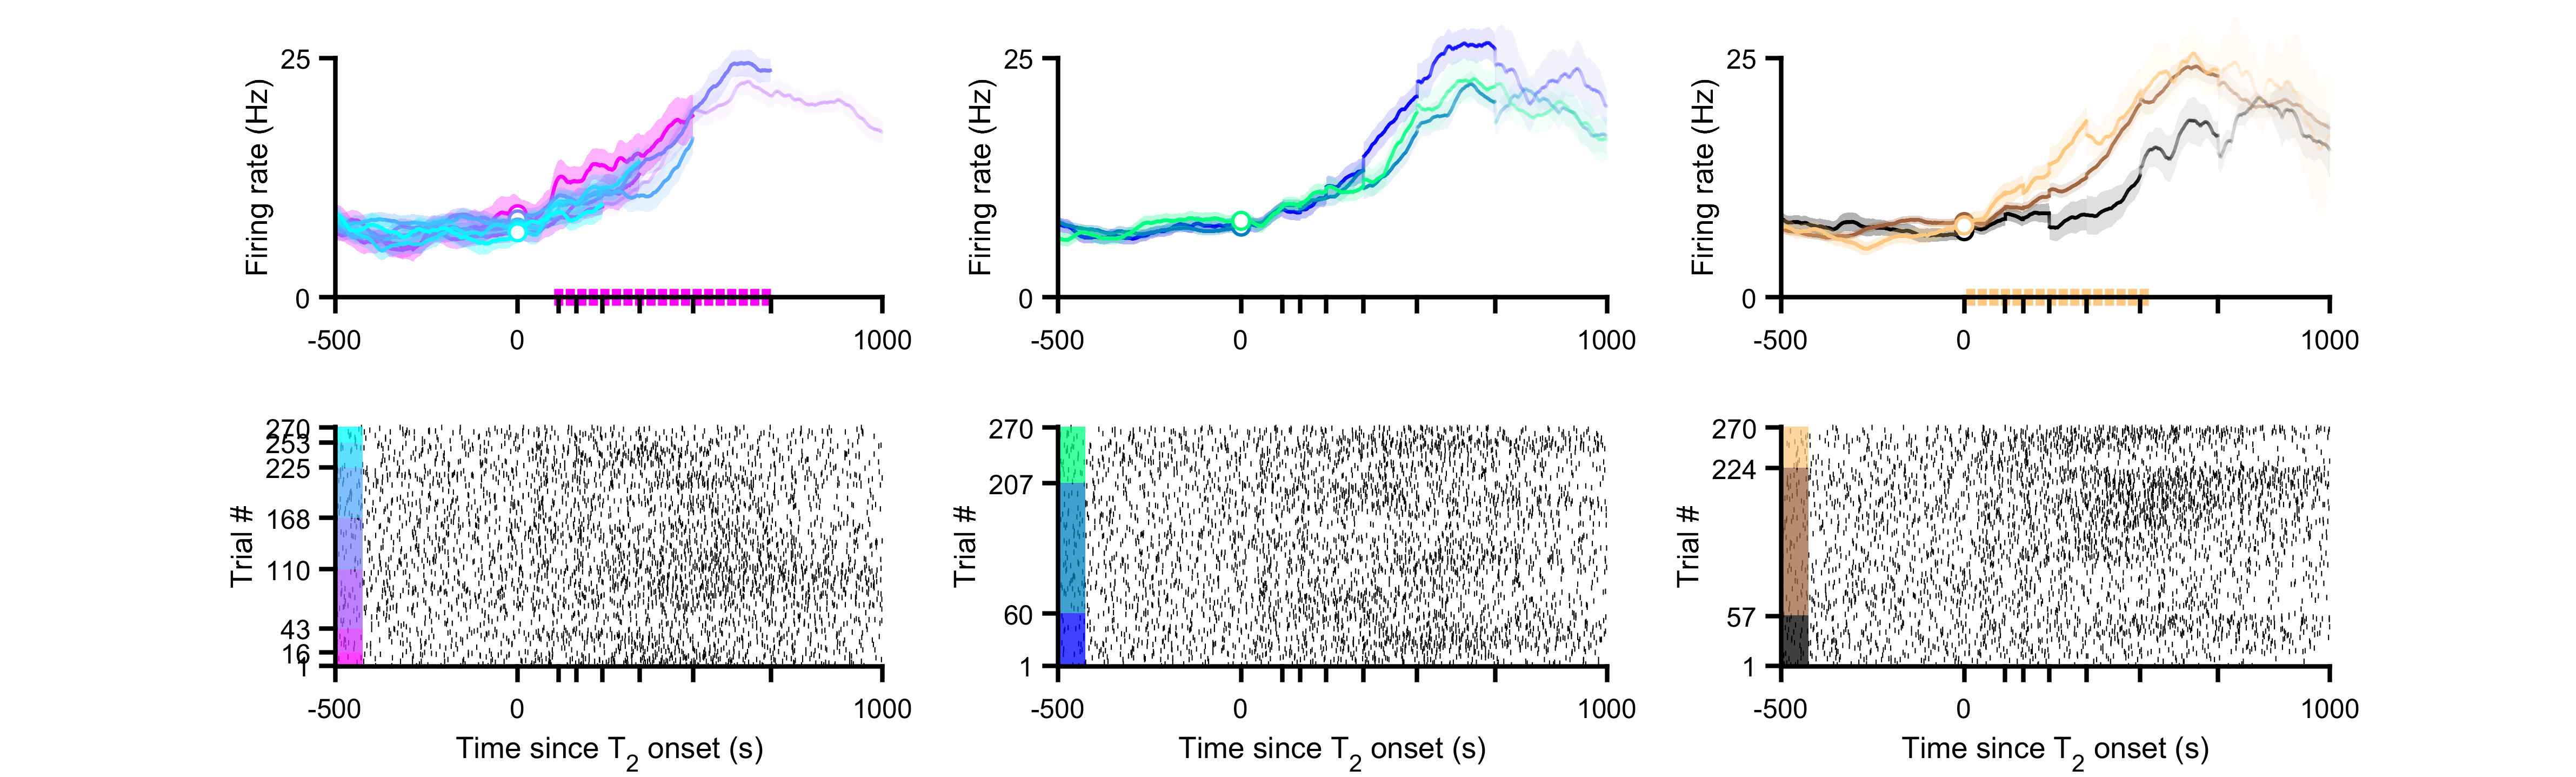 25
Firing rate (Hz)
0
-500 0 1000
25
Firing rate (Hz)
0
-500 0 1000
25
Firing rate (Hz)
0
-500 0 1000
270
253
225
168
110
43
16
1
Trial #
-500 0 1000
Time since T2 onset (s)
270
207
60
1
Trial #
-500 0 1000
Time since T2 onset (s)
270
224
57
1
Trial #
-500 0 1000
Time since T2 onset (s)